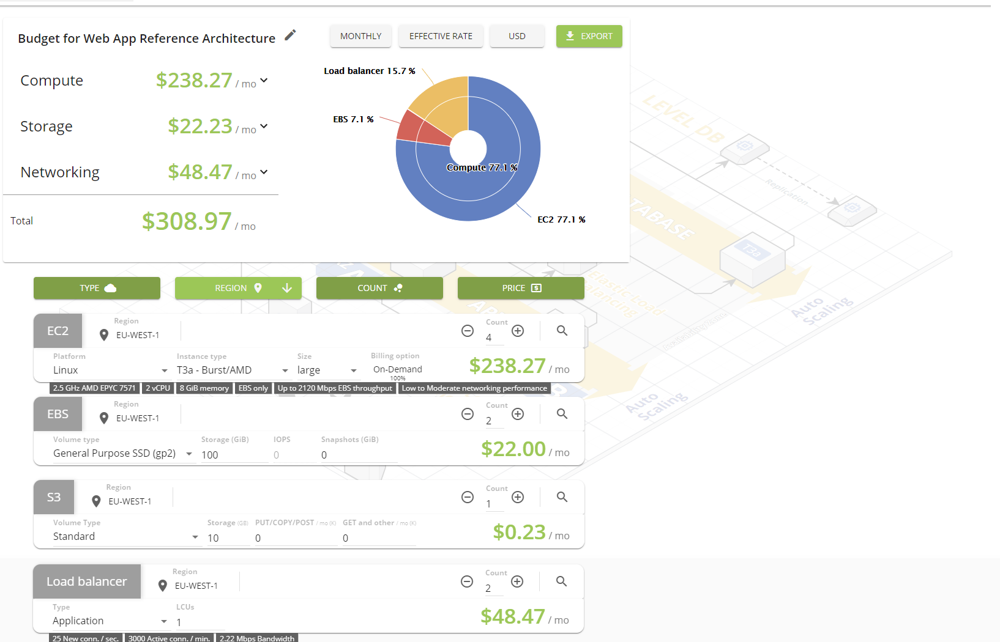 Budget for Web App Reference Architecture
MONTHLY
EFFECTIVE RATE
USD
EXPORT
Compute $238.27 / mo
Storage $22.23 / mo
Networking $48.47 / mo
Total $308.97 / mo
Load balancer 15.7 %
EBS 7.1 %
Compute 77.1 %
EC2 77.1 %
LEVEL DB
Replication
TABASE
T3a
Elastic Load
Balancing
Auto
Scaling
Auto
Scaling
TYPE
REGION
COUNT
PRICE
EC2
Region
EU-WEST-1
Count
4
Platform
Linux
Instance type
T3a - Burst/AMD
Size
large
Billing option
On-Demand
100%
$238.27 / mo
2.5 GHz AMD EPYC 7571
2 vCPU
8 GiB memory
EBS only
Up to 2120 Mbps EBS throughput
Low to Moderate networking performance
EBS
Region
EU-WEST-1
Count
2
Volume type
General Purpose SSD (gp2)
Storage (GiB)
100
IOPS
0
Snapshots (GiB)
0
$22.00 / mo
S3
Region
EU-WEST-1
Count
1
Volume Type
Standard
Storage (GB)
10
PUT/COPY/POST / mo (K)
0
GET and other / mo (K)
0
$0.23 / mo
Load balancer
Region
EU-WEST-1
Count
2
Type
Application
LCUs
1
$48.47 / mo
25 New conn. / sec.
3000 Active conn. / min.
2.22 Mbps Bandwidth